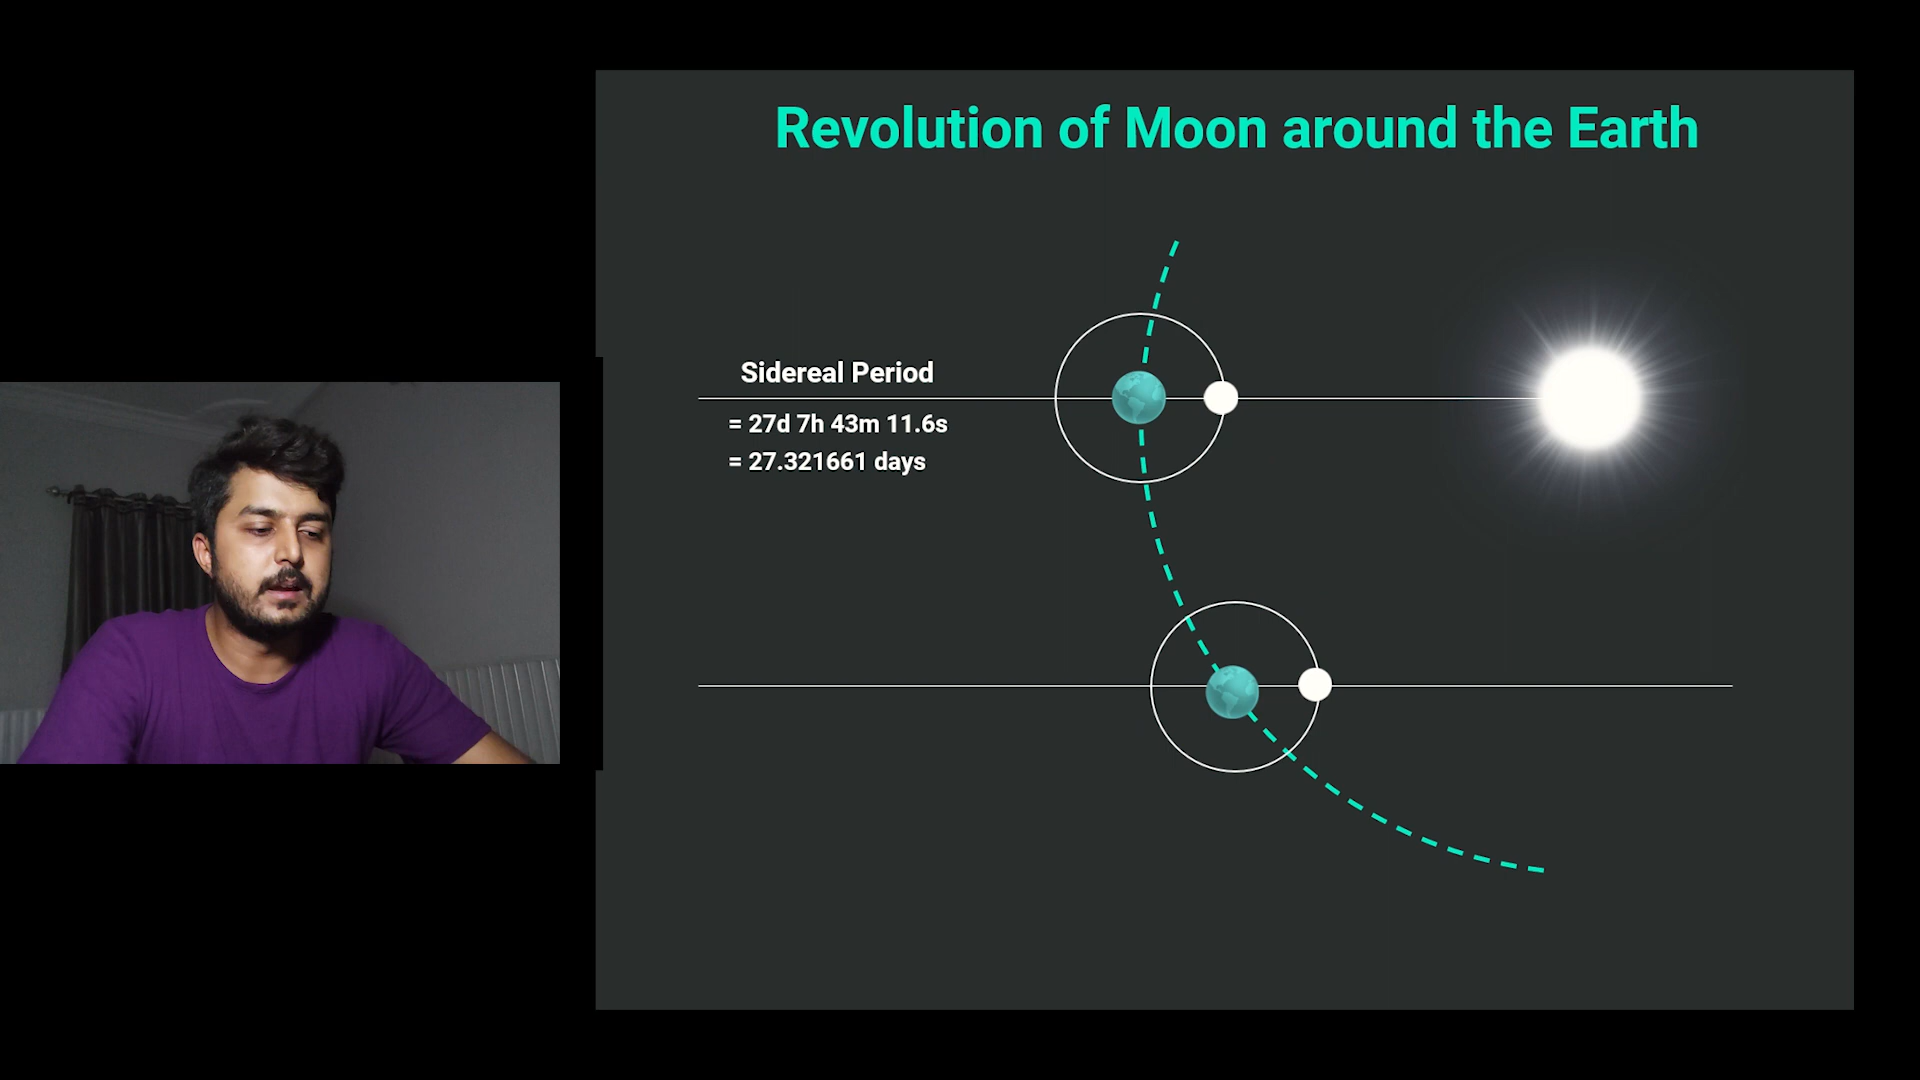 Revolution of Moon around the Earth
Sidereal Period
= 27d 7h 43m 11.6s
= 27.321661 days